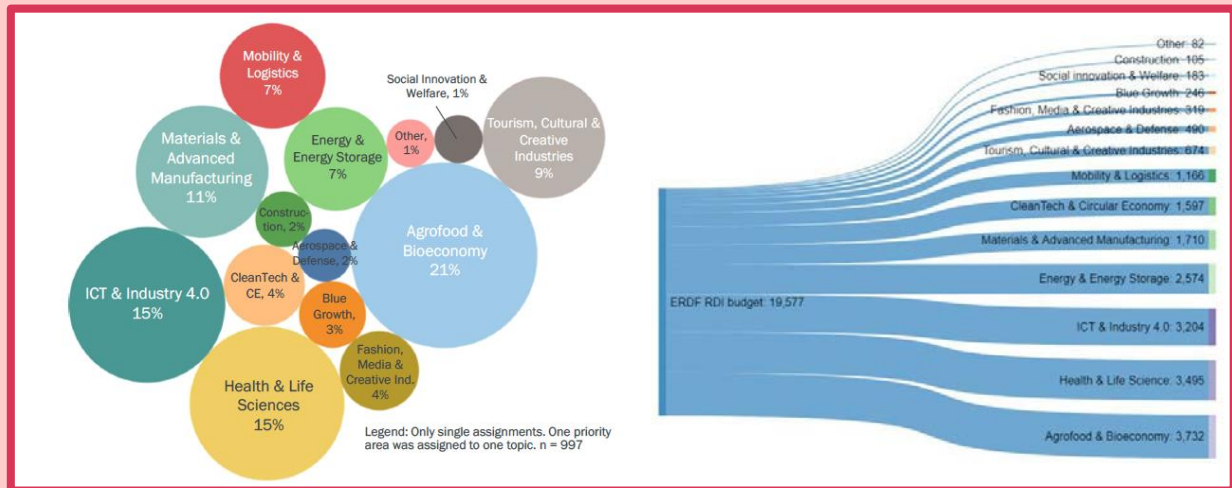 Mobility &
Logistics
7%
Social Innovation &
Welfare, 1%
Materials &
Advanced
Manufacturing
11%
Energy &
Energy Storage
7%
Other,
1%
Tourism, Cultural &
Creative
Industries
9%
Construc-
tion, 2%
Aerospace &
Defense, 2%
Agrofood &
Bioeconomy
21%
ICT & Industry 4.0
15%
CleanTech &
CE, 4%
Blue
Growth,
3%
Health & Life
Sciences
15%
Fashion,
Media &
Creative Ind.
4%
Legend: Only single assignments. One priority
area was assigned to one topic. n = 997
Other: 82
Construction: 105
Social innovation & Welfare: 183
Blue Growth: 246
Fashion, Media & Creative Industries: 319
Aerospace & Defense: 490
Tourism, Cultural & Creative Industries: 674
Mobility & Logistics: 1,166
CleanTech & Circular Economy: 1,597
Materials & Advanced Manufacturing: 1,710
Energy & Energy Storage: 2,574
ERDF RDI budget: 19,577
ICT & Industry 4.0: 3,204
Health & Life Science: 3,495
Agrofood & Bioeconomy: 3,732